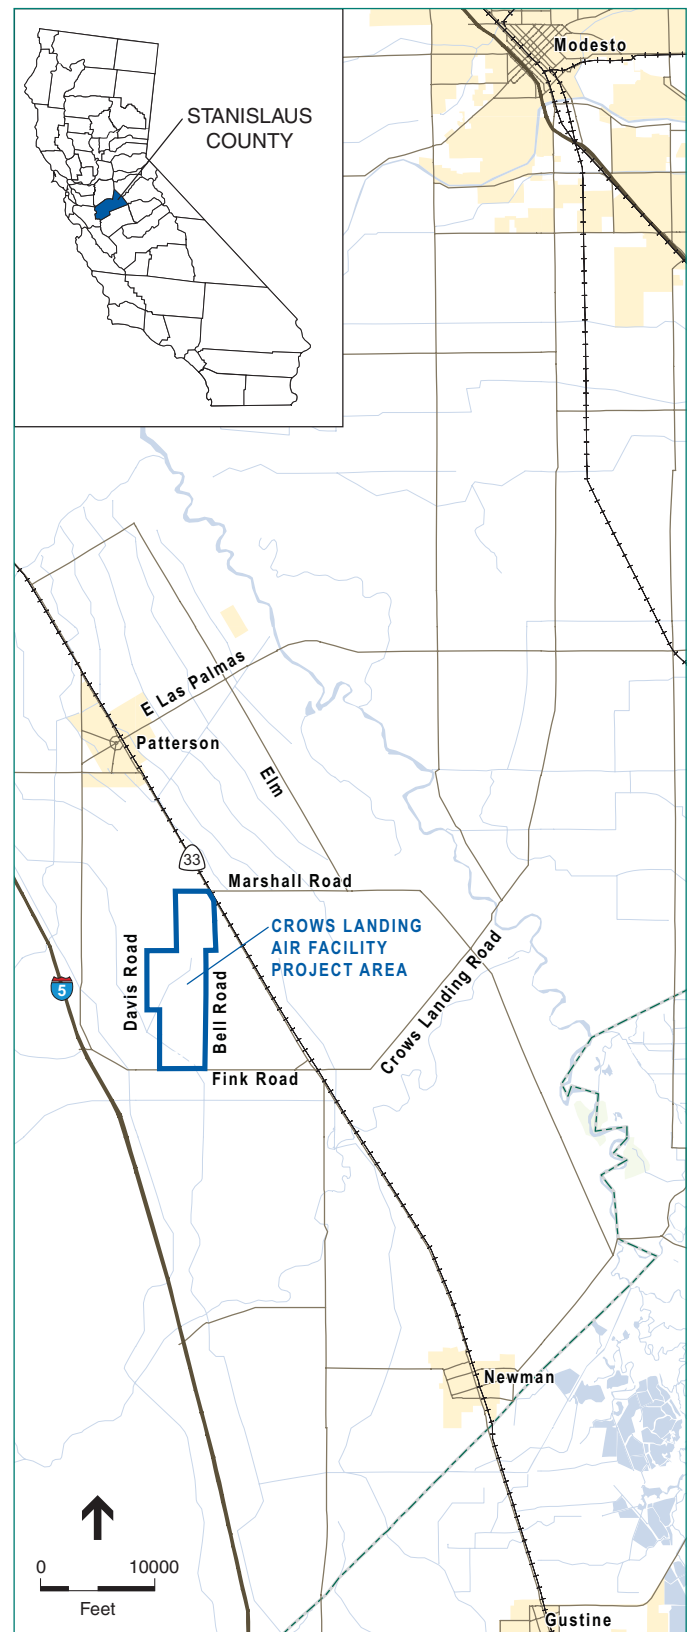 Modesto
STANISLAUS
COUNTY
E Las Palmas
Patterson
Elm
33
Marshall Road
CROWS LANDING
AIR FACILITY
PROJECT AREA
Davis Road
Bell Road
5
Crows Landing Road
Fink Road
Newman
0 10000
Feet
Gustine